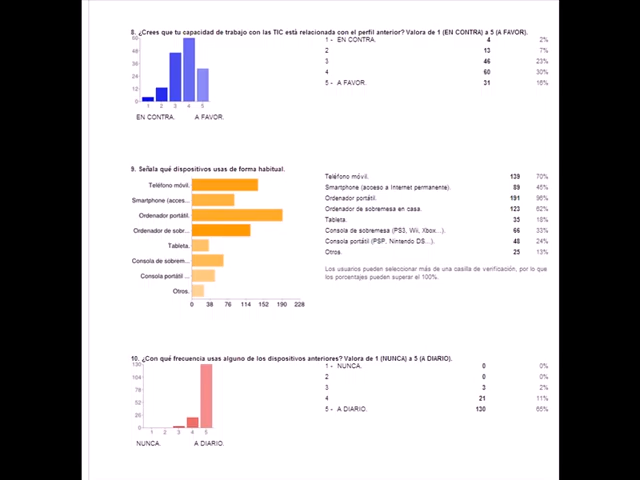 8. ¿Crees que tu capacidad de trabajo con las TIC está relacionada con el perfil anterior? Valora de 1 (EN CONTRA) a 5 (A FAVOR).
60
48
36
24
12
0
1 2 3 4 5
EN CONTRA. A FAVOR.
1 - EN CONTRA. 4 2%
2 13 7%
3 46 23%
4 60 30%
5 - A FAVOR. 31 16%
9. Señala qué dispositivos usas de forma habitual.
Teléfono móvil.
Smartphone (acces...
Ordenador portátil.
Ordenador de sobr...
Tableta.
Consola de sobrem...
Consola portátil ...
Otros.
0 38 76 114 152 190 228
Teléfono móvil. 139 70%
Smartphone (acceso a Internet permanente). 89 45%
Ordenador portátil. 191 96%
Ordenador de sobremesa en casa. 123 62%
Tableta. 35 18%
Consola de sobremesa (PS3, Wii, Xbox...). 66 33%
Consola portátil (PSP, Nintendo DS...). 48 24%
Otros. 25 13%
Los usuarios pueden seleccionar más de una casilla de verificación, por lo que
los porcentajes pueden superar el 100%.
10. ¿Con qué frecuencia usas alguno de los dispositivos anteriores? Valora de 1 (NUNCA) a 5 (A DIARIO).
130
104
78
52
26
0
1 2 3 4 5
NUNCA. A DIARIO.
1 - NUNCA. 0 0%
2 0 0%
3 3 2%
4 21 11%
5 - A DIARIO. 130 65%